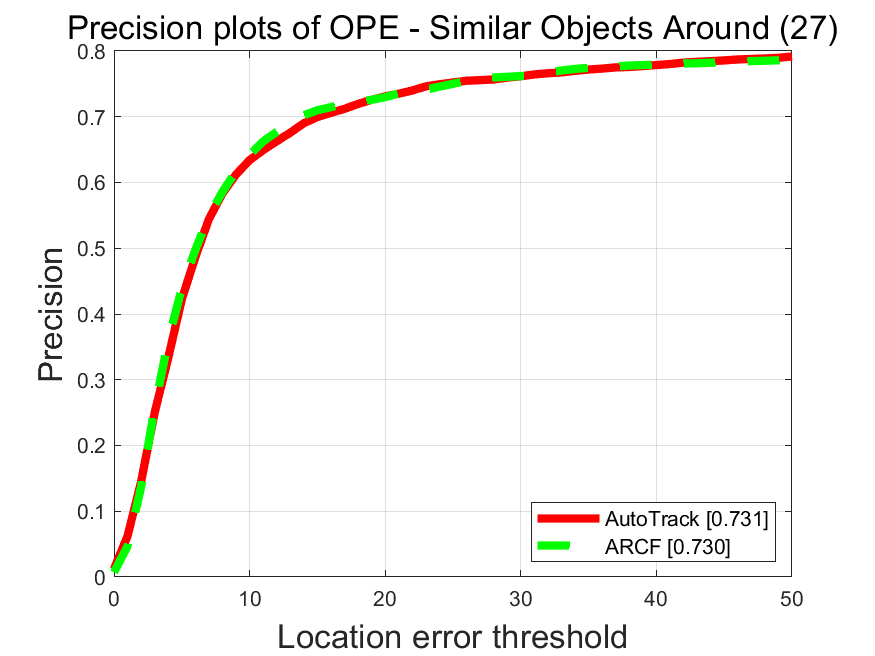 Precision plots of OPE - Similar Objects Around (27)
0.8
0.7
0.6
0.5
0.4
0.3
0.2
0.1
0
Precision
AutoTrack [0.731]
ARCF [0.730]
0 10 20 30 40 50
Location error threshold